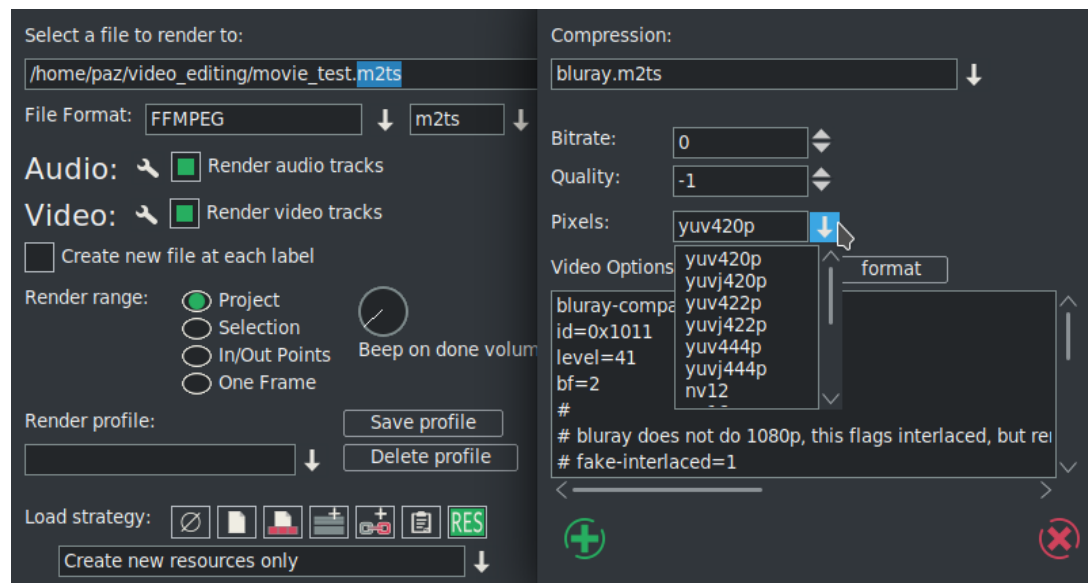 Select a file to render to:
/home/paz/video_editing/movie_test.m2ts
File Format: FFMPEG m2ts
Audio: Render audio tracks
Video: Render video tracks
Create new file at each label
Render range: Project
Selection
In/Out Points
One Frame
Beep on done volum
Render profile:
Save profile
Delete profile
Load strategy: RES
Create new resources only
Compression:
bluray.m2ts
Bitrate: 0
Quality: -1
Pixels: yuv420p
yuv420p
yuvj420p
yuv422p
yuvj422p
yuv444p
yuvj444p
nv12
Video Options format
bluray-compa
id=0x1011
level=41
bf=2
#
# bluray does not do 1080p, this flags interlaced, but
# fake-interlaced=1